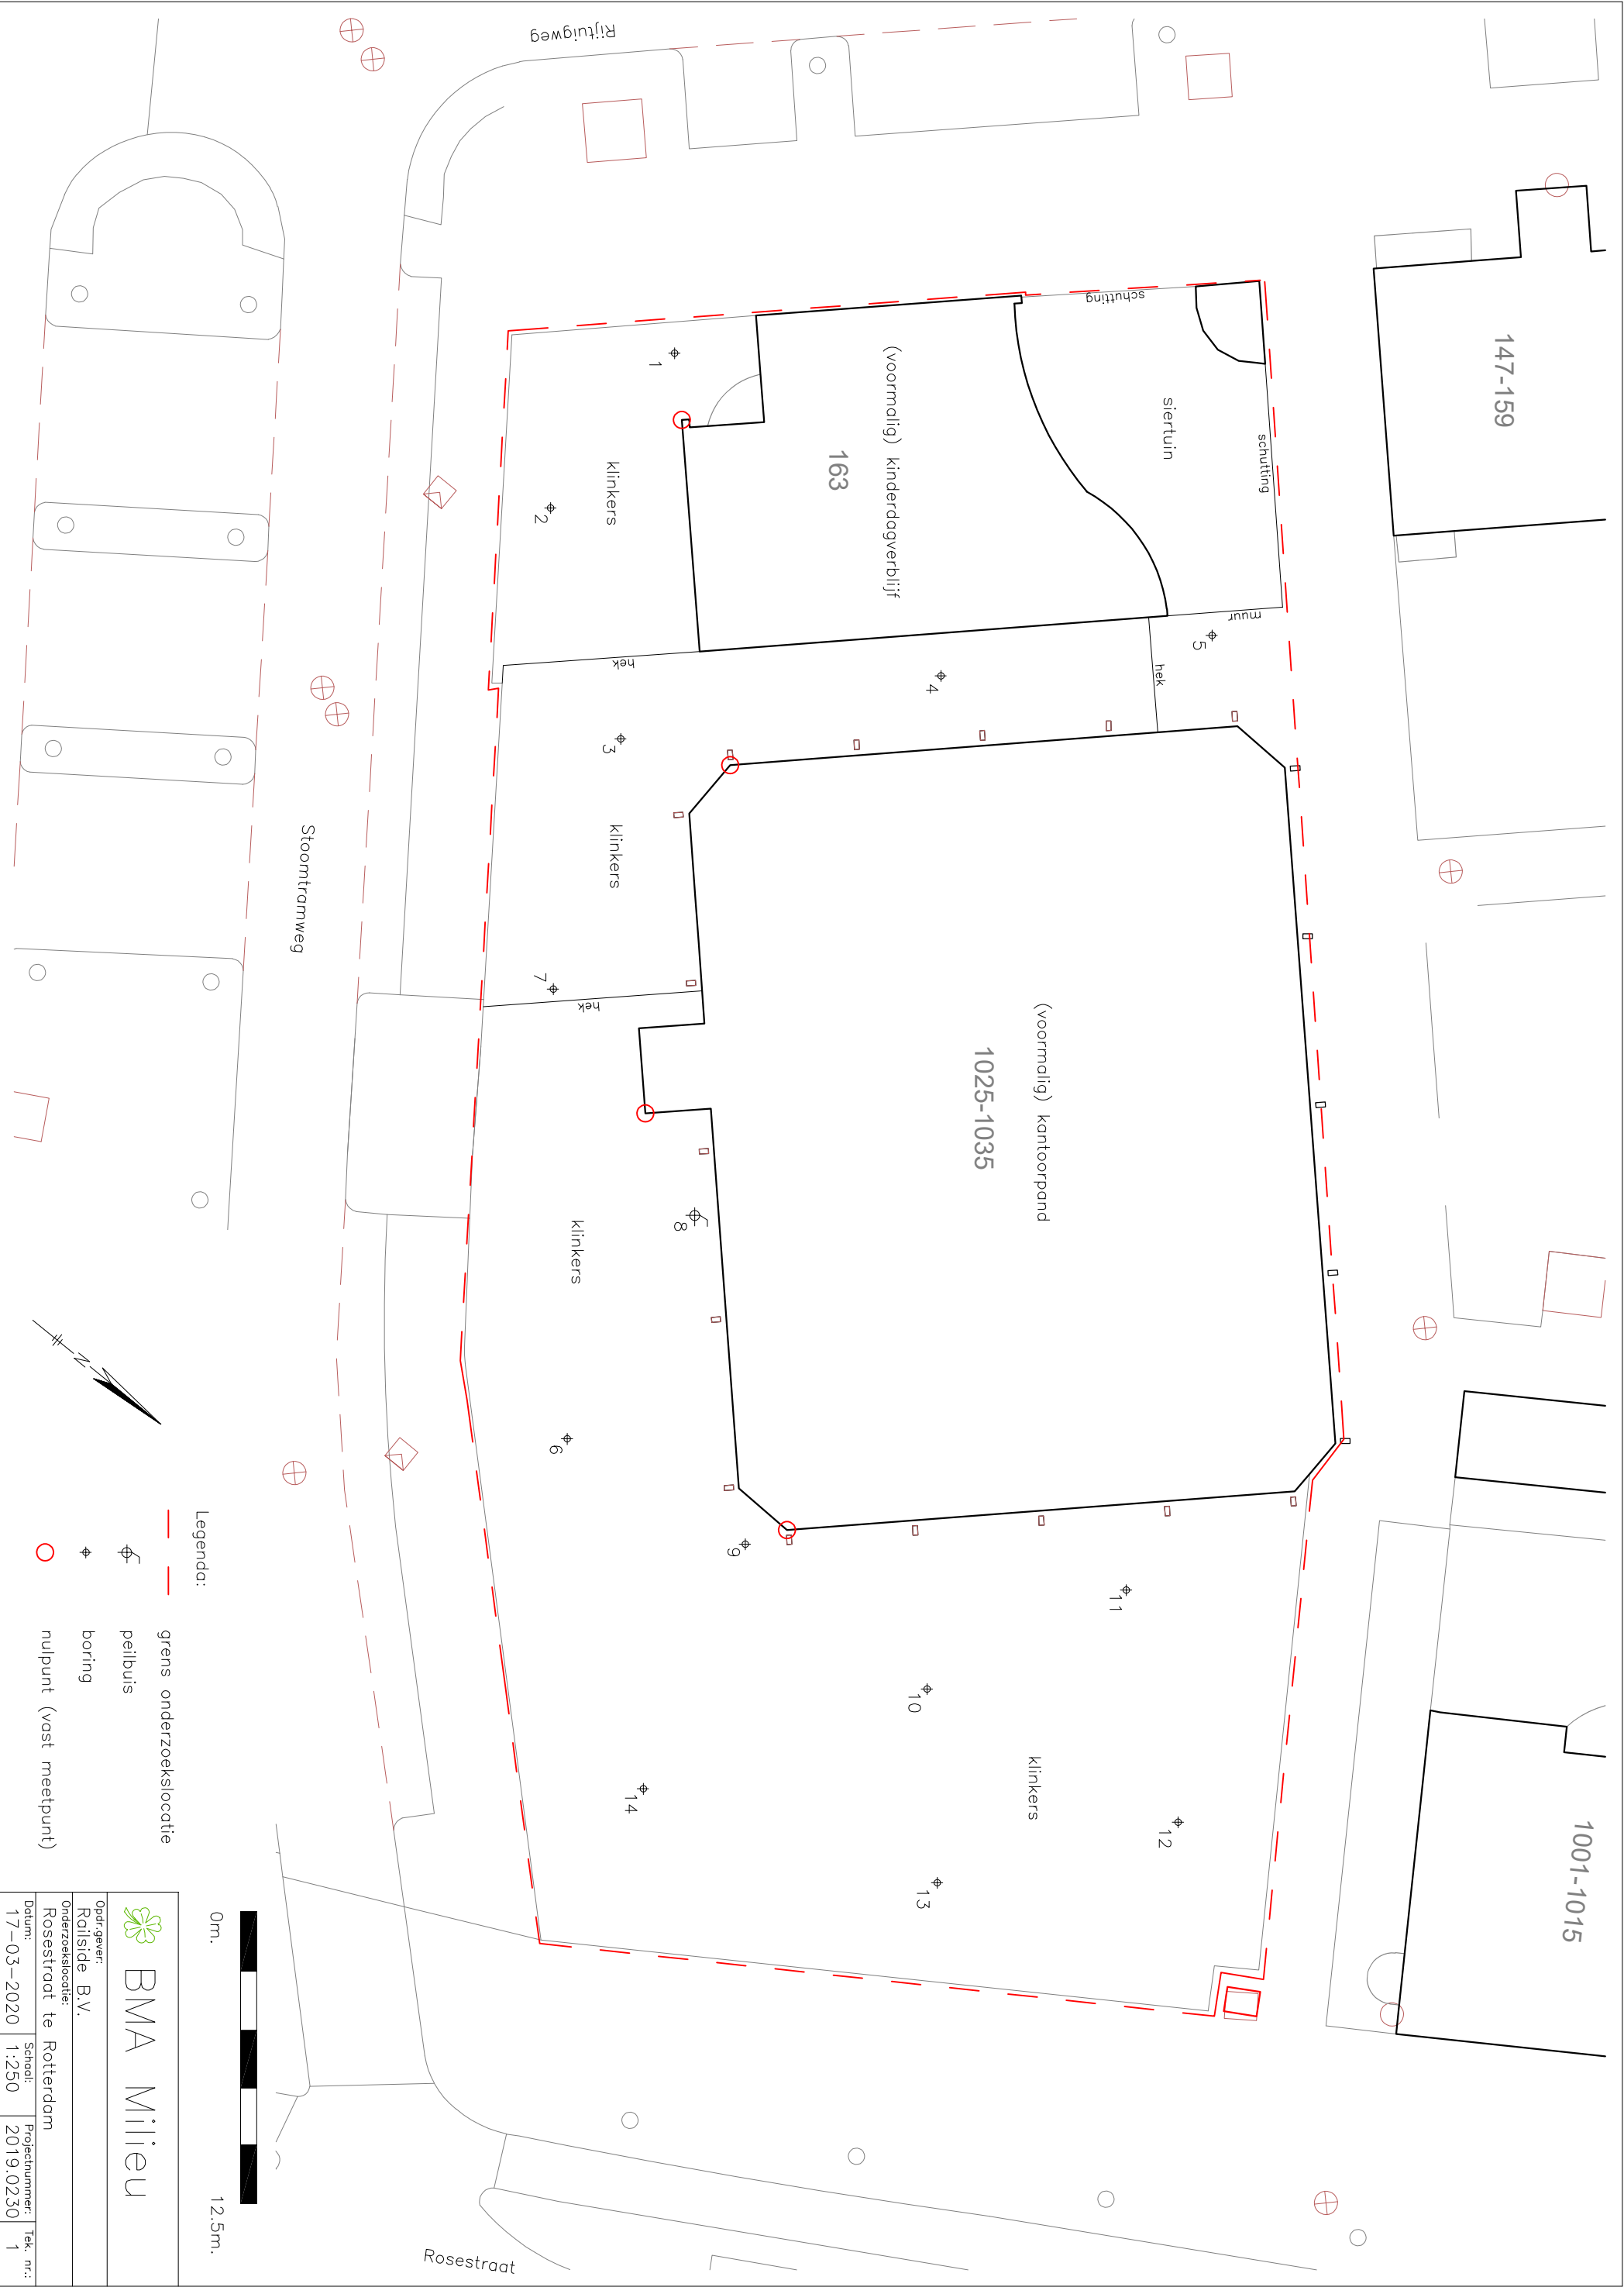 Rijtuigweg
147-159
schutting
siertuin
schutting
(voormalig) kinderdagverblijf
163
1
klinkers
2
muur
5
hek
4
hek
3
klinkers
7
hek
Stoomtramweg
(voormalig) kantoorpand
1025-1035
8
klinkers
6
9
11
10
klinkers
12
13
14
1001-1015
Rosestraat
N
Legenda:
grens onderzoekslocatie
peilbuis
boring
nulpunt (vast meetpunt)
0m. 12.5m.
BMA Milieu
Opdr.gever:
Railside B.V.
Onderzoekslocatie:
Rosestraat te Rotterdam
Datum: Schaal: Projectnummer: Tek. nr.:
17-03-2020 1:250 2019.0230 1